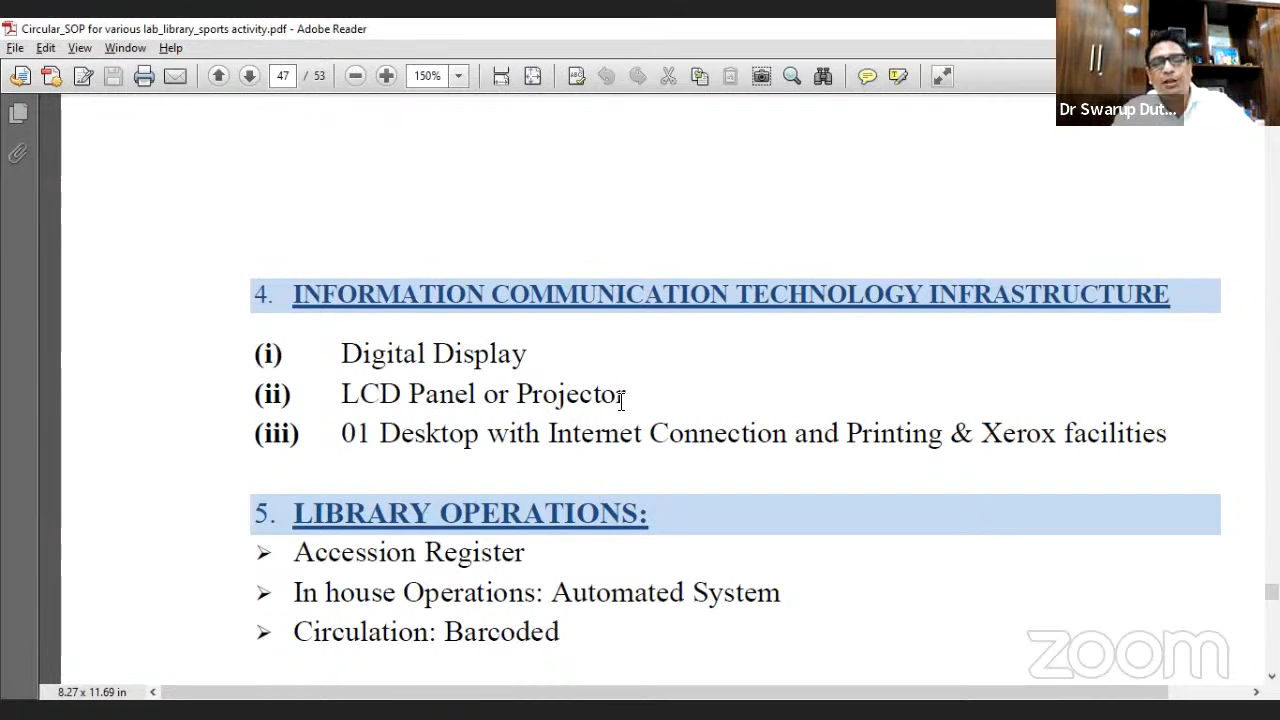 Circular_SOP for various lab_library_sports activity.pdf - Adobe Reader
File Edit View Window Help
47 / 53 150%
Dr Swarup Dut...
4. INFORMATION COMMUNICATION TECHNOLOGY INFRASTRUCTURE
(i) Digital Display
(ii) LCD Panel or Projector
(iii) 01 Desktop with Internet Connection and Printing & Xerox facilities
5. LIBRARY OPERATIONS:
➢ Accession Register
➢ In house Operations: Automated System
➢ Circulation: Barcoded
zoom
8.27 x 11.69 in